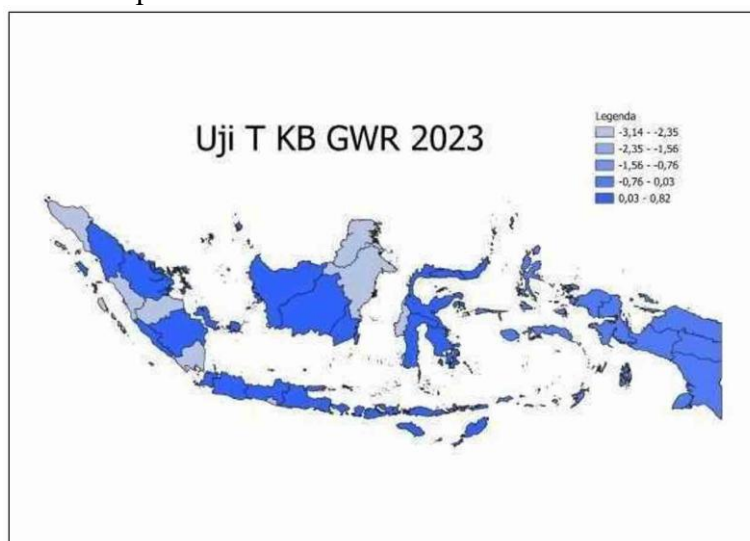 Uji T KB GWR 2023
Legenda
-3,14 - -2,35
-2,35 - -1,56
-1,56 - -0,76
-0,76 - 0,03
0,03 - 0,82